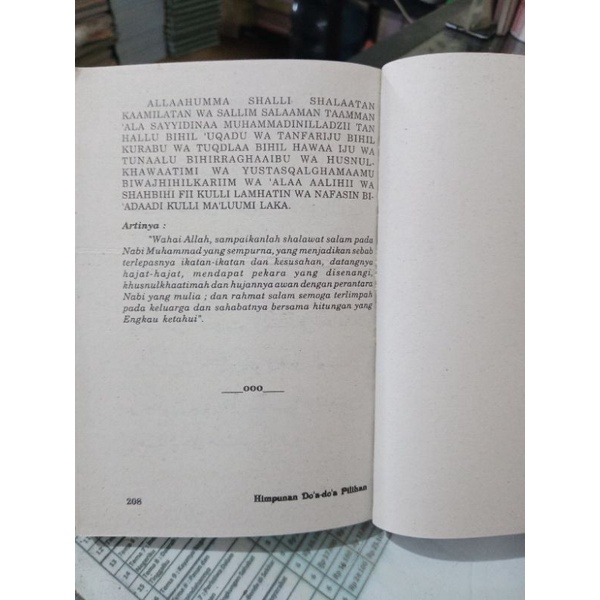 ALLAAHUMMA SHALLI SHALAATAN
KAAMILATAN WA SALLIM SALAAMAN TAAMMAN
'ALA SAYYIDINAA MUHAMMADINILLADZII TAN
HALLU BIHIL 'UQADU WA TANFARIJU BIHIL
KURABU WA TUQDLAA BIHIL HAWAA IJU WA
TUNAALU BIHIRRAGHAAIBU WA HUSNUL-
KHAWAATIMI WA YUSTASQALGHAMAAMU
BIWAJHIHILKARIIM WA 'ALAA AALIHII WA
SHAHBIHI FII KULLI LAMHATIN WA NAFASIN BI-
'ADAADI KULLI MA'LUUMI LAKA.
Artinya :
"Wahai Allah, sampaikanlah shalawat salam pada
Nabi Muhammad yang sempurna, yang menjadikan sebab
terlepasnya ikatan-ikatan dan kesusahan, datangnya
hajat-hajat, mendapat pekara yang disenangi,
khusnulkhaatimah dan hujannya awan dengan perantara
Nabi yang mulia ; dan rahmat salam semoga terlimpah
pada keluarga dan sahabatnya bersama hitungan yang
Engkau ketahui".
___ooo___
208
Himpunan Do'a-do'a Pilihan